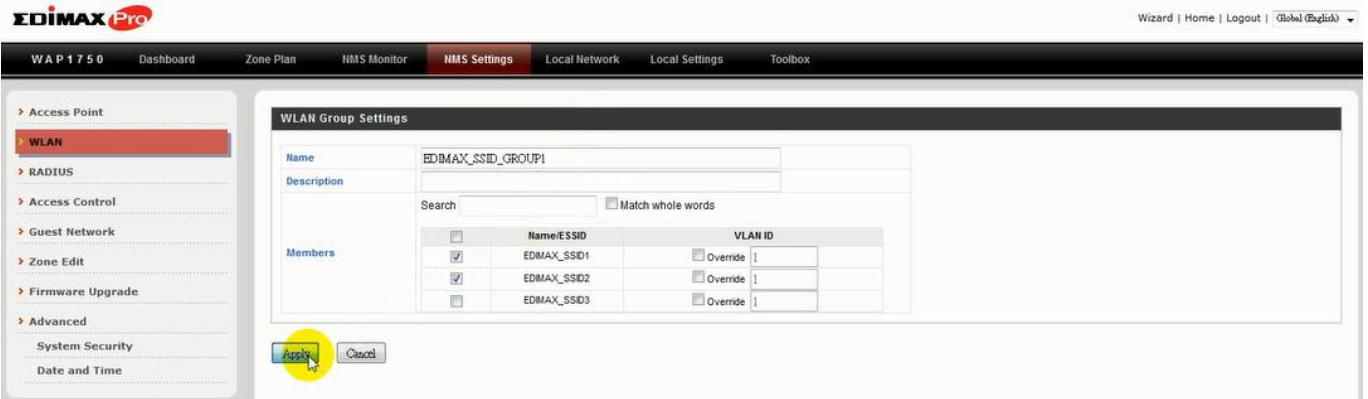 EDIMAX Pro
Wizard | Home | Logout | Global (English)
WAP1750 Dashboard Zone Plan NMS Monitor NMS Settings Local Network Local Settings Toolbox
Access Point
WLAN
RADIUS
Access Control
Guest Network
Zone Edit
Firmware Upgrade
Advanced
System Security
Date and Time
WLAN Group Settings
Name EDIMAX_SSID_GROUP1
Description
Search Match whole words
Members
Name/ESSID VLAN ID
EDIMAX_SSID1 Override 1
EDIMAX_SSID2 Override 1
EDIMAX_SSID3 Override 1
Apply Cancel